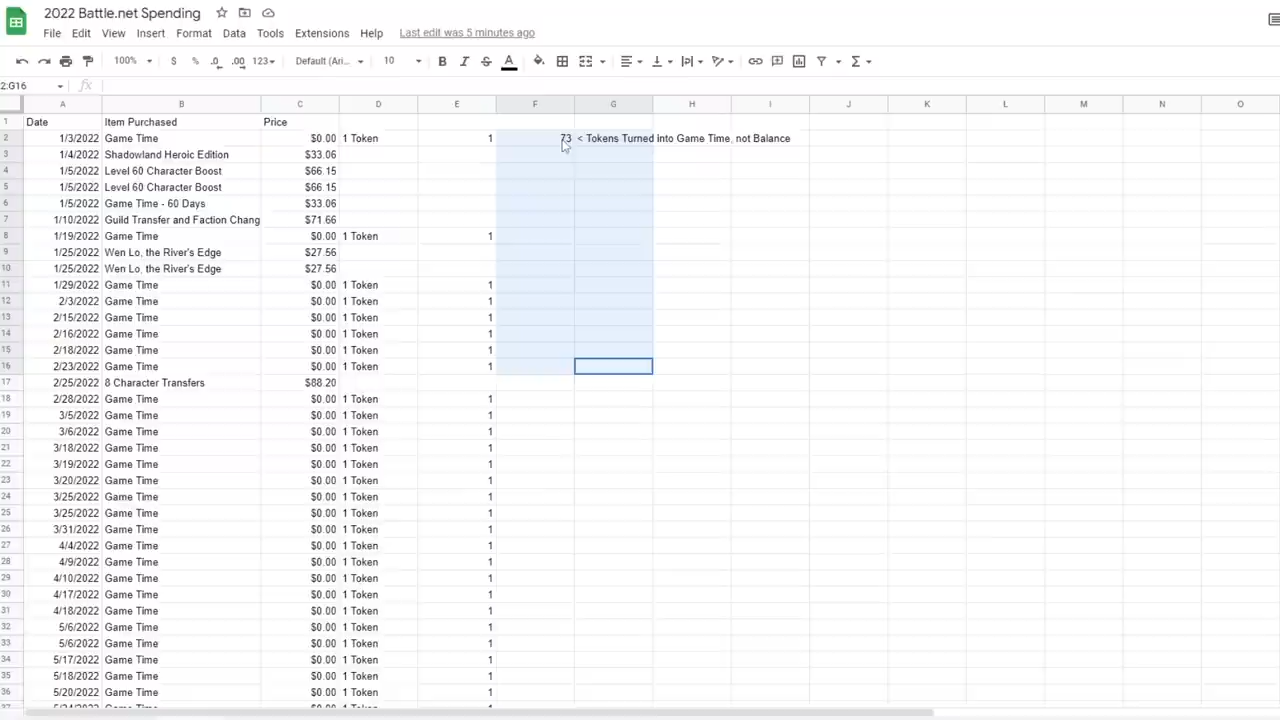 2022 Battle.net Spending
File Edit View Insert Format Data Tools Extensions Help Last edit was 5 minutes ago
100% $ % .0 .00 123 Default (Ari... 10 B I S A
2:G16 fx
A B C D E F G H I J K L M N O
1 Date Item Purchased Price
2 1/3/2022 Game Time $0.00 1 Token 1 73 < Tokens Turned Into Game Time, not Balance
3 1/4/2022 Shadowland Heroic Edition $33.06
4 1/5/2022 Level 60 Character Boost $66.15
5 1/5/2022 Level 60 Character Boost $66.15
6 1/5/2022 Game Time - 60 Days $33.06
7 1/10/2022 Guild Transfer and Faction Chang $71.66
8 1/19/2022 Game Time $0.00 1 Token 1
9 1/25/2022 Wen Lo, the River's Edge $27.56
10 1/25/2022 Wen Lo, the River's Edge $27.56
11 1/29/2022 Game Time $0.00 1 Token 1
12 2/3/2022 Game Time $0.00 1 Token 1
13 2/15/2022 Game Time $0.00 1 Token 1
14 2/16/2022 Game Time $0.00 1 Token 1
15 2/18/2022 Game Time $0.00 1 Token 1
16 2/23/2022 Game Time $0.00 1 Token 1
17 2/25/2022 8 Character Transfers $88.20
18 2/28/2022 Game Time $0.00 1 Token 1
19 3/5/2022 Game Time $0.00 1 Token 1
20 3/6/2022 Game Time $0.00 1 Token 1
21 3/18/2022 Game Time $0.00 1 Token 1
22 3/19/2022 Game Time $0.00 1 Token 1
23 3/20/2022 Game Time $0.00 1 Token 1
24 3/25/2022 Game Time $0.00 1 Token 1
25 3/25/2022 Game Time $0.00 1 Token 1
26 3/31/2022 Game Time $0.00 1 Token 1
27 4/4/2022 Game Time $0.00 1 Token 1
28 4/9/2022 Game Time $0.00 1 Token 1
29 4/10/2022 Game Time $0.00 1 Token 1
30 4/17/2022 Game Time $0.00 1 Token 1
31 4/18/2022 Game Time $0.00 1 Token 1
32 5/6/2022 Game Time $0.00 1 Token 1
33 5/6/2022 Game Time $0.00 1 Token 1
34 5/17/2022 Game Time $0.00 1 Token 1
35 5/18/2022 Game Time $0.00 1 Token 1
36 5/20/2022 Game Time $0.00 1 Token 1